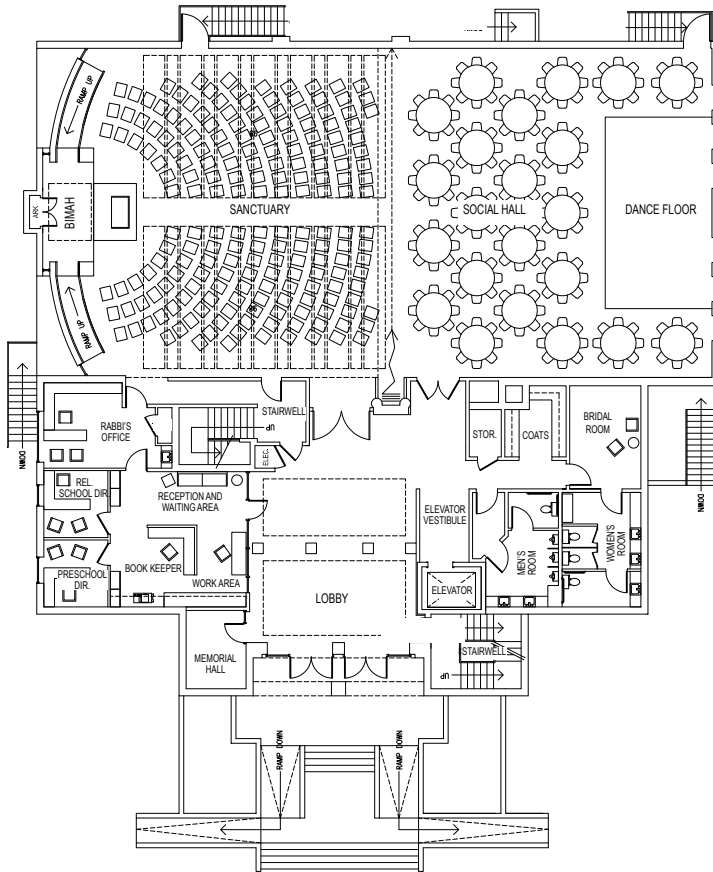 RAMP UP
SANCTUARY
SOCIAL HALL
DANCE FLOOR
ARK
BIMAH
RAMP UP
STAIRWELL
UP
RABBI'S
OFFICE
ELEC.
STOR.
COATS
BRIDAL
ROOM
DOWN
DOWN
REL.
SCHOOL DIR.
RECEPTION AND
WAITING AREA
ELEVATOR
VESTIBULE
MEN'S
ROOM
WOMEN'S
ROOM
BOOK KEEPER
PRESCHOOL
DIR.
WORK AREA
LOBBY
ELEVATOR
MEMORIAL
HALL
STAIRWELL
UP
RAMP DOWN
RAMP DOWN